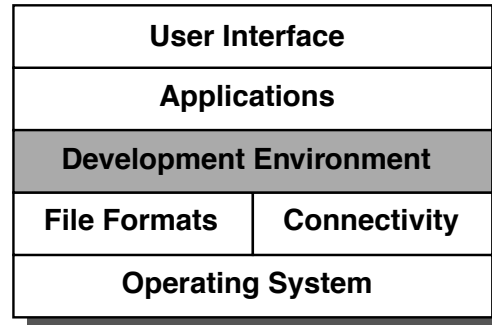 User Interface
Applications
Development Environment
File Formats Connectivity
Operating System